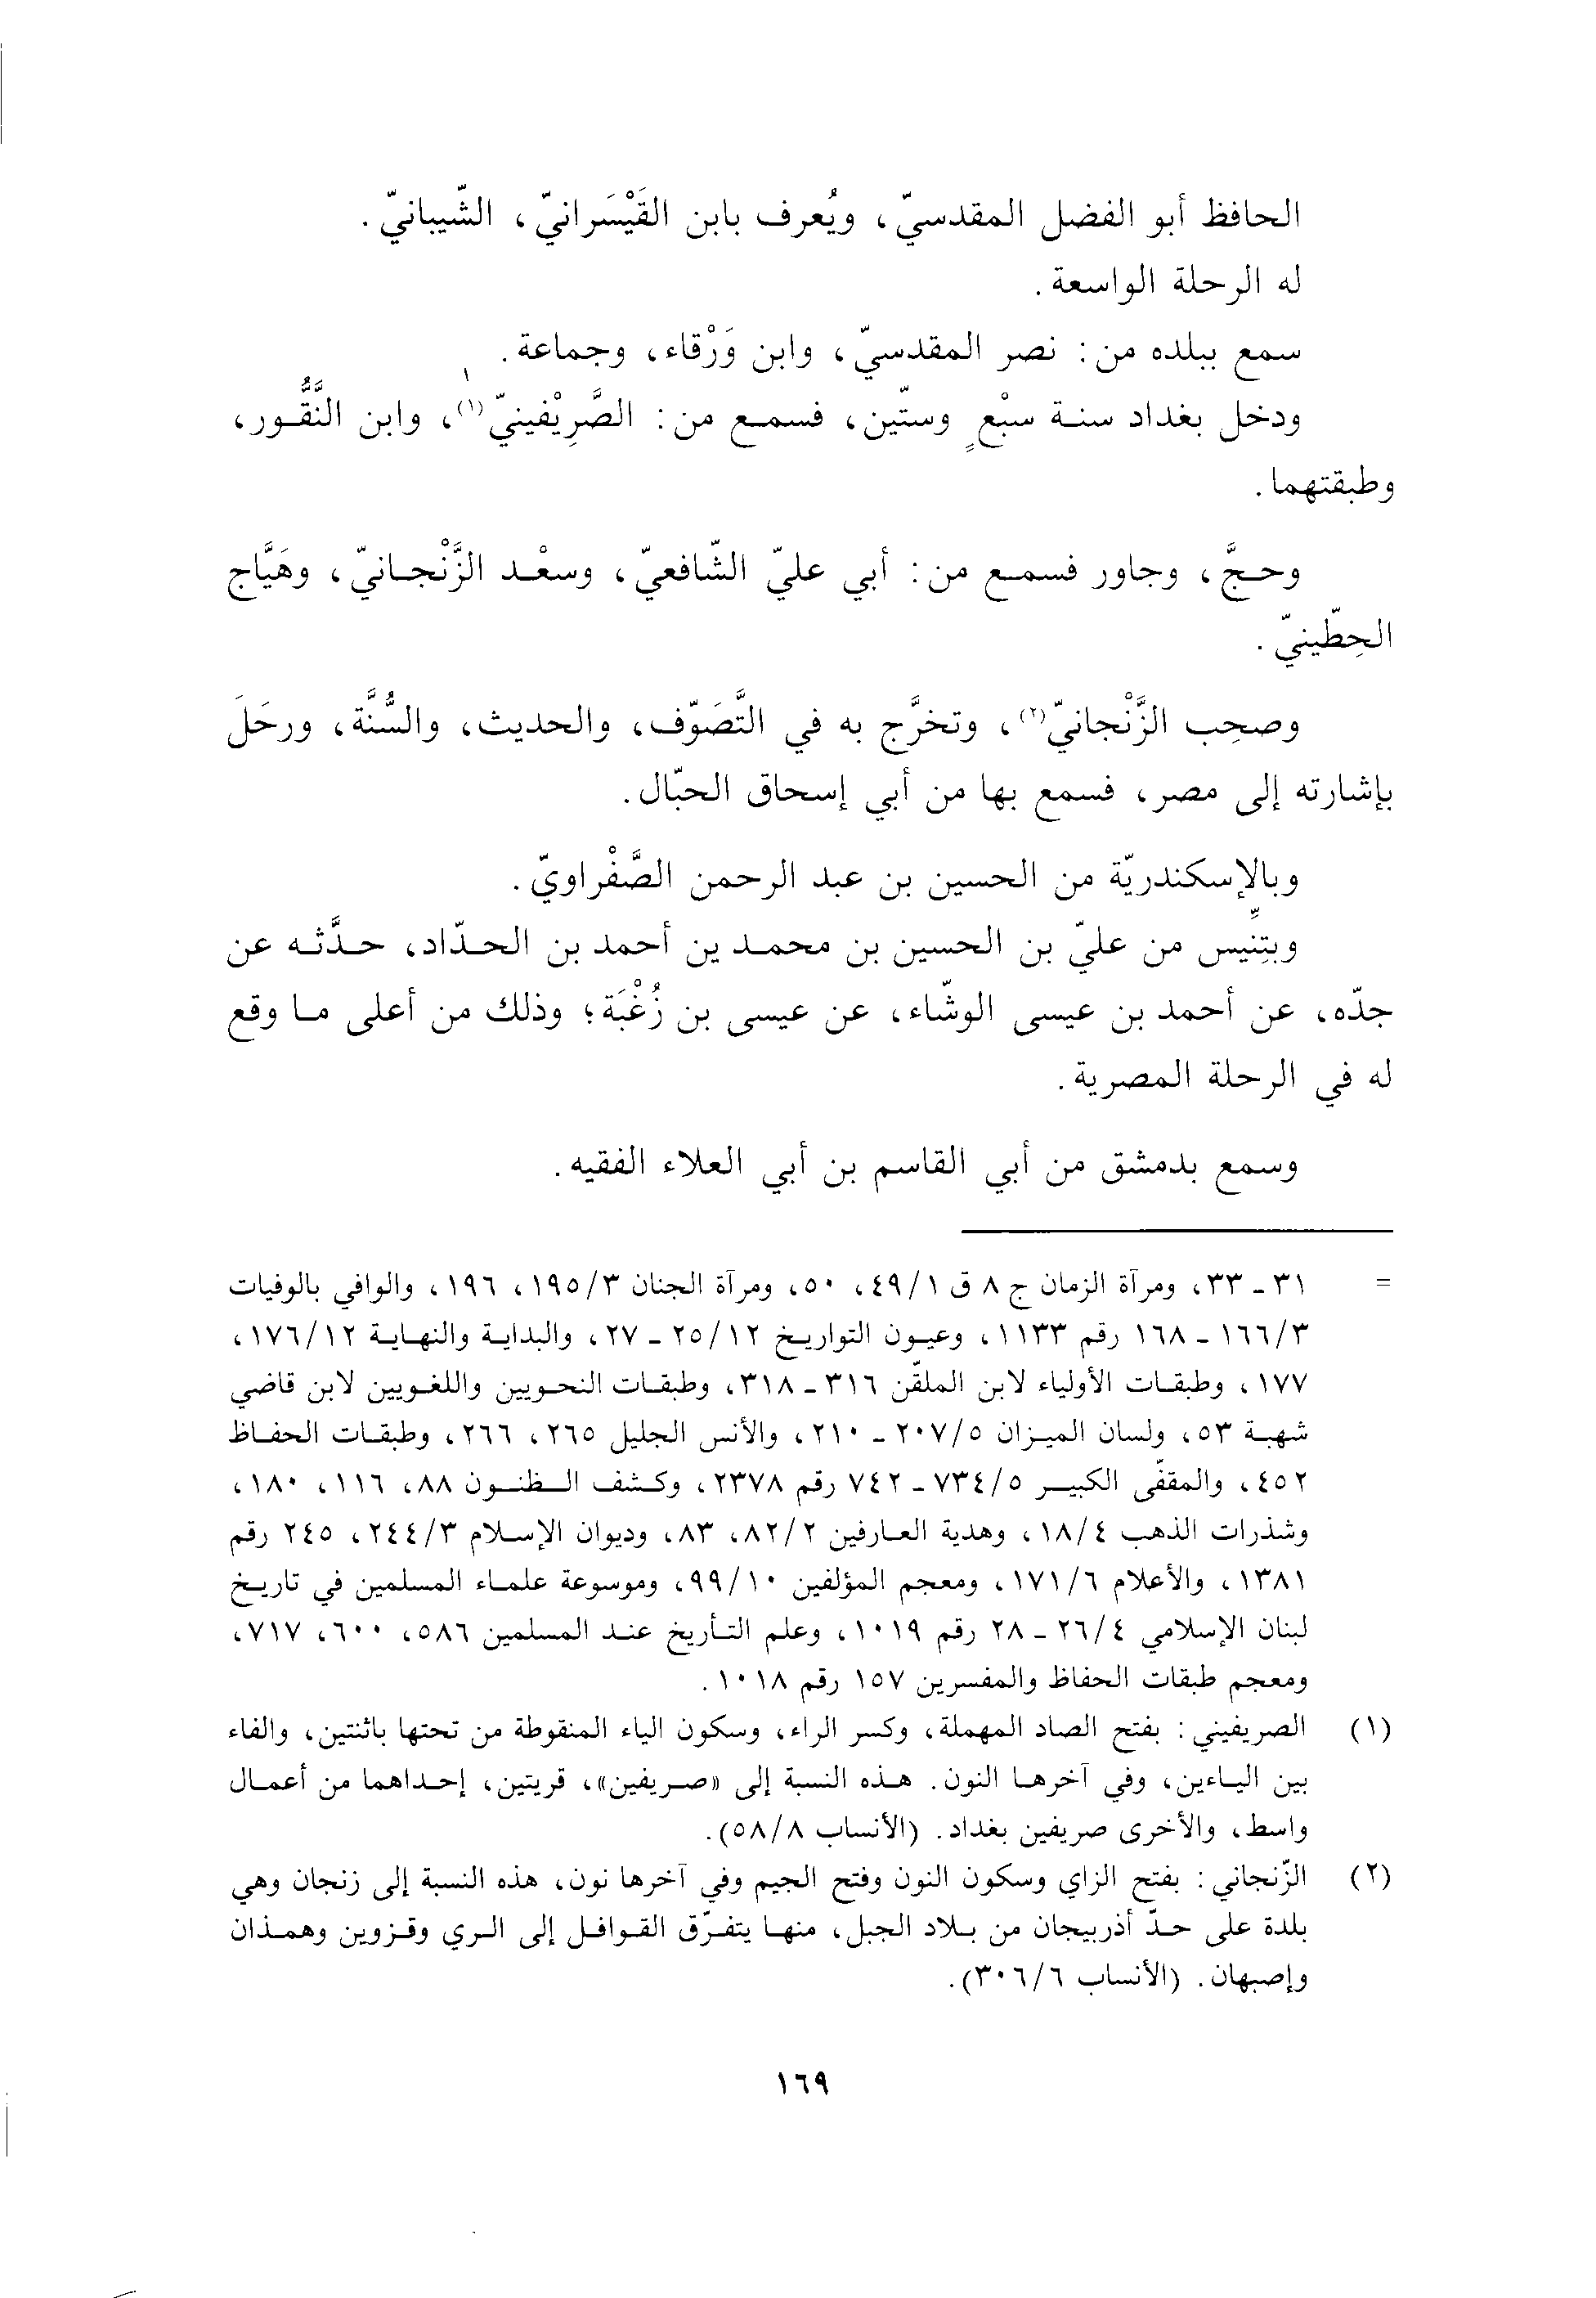 الحافظ أبو الفضل المقدسيّ، ويُعرف بابن القَيْسَرانيّ، الشّيبانيّ.
له الرحلة الواسعة.
سمع ببلده من: نصر المقدسيّ، وابن وَرْقاء، وجماعة.
ودخل بغداد سنة سبْعٍ وستّين، فسمع من: الصَّرِيْفينيّ(١)، وابن النَّقُّور،
وطبقتهما.
وحجَّ، وجاور فسمع من: أبي عليّ الشّافعيّ، وسعْد الزَّنْجانيّ، وهَيَّاج
الحِطّينيّ.
وصحِب الزَّنْجانيّ(٢)، وتخرَّج به في التَّصَوّف، والحديث، والسُّنَّة، ورحَلَ
بإشارته إلى مصر، فسمع بها من أبي إسحاق الحبّال.
وبالإسكندريّة من الحسين بن عبد الرحمن الصَّفْراويّ.
وبتِنِّيس من عليّ بن الحسين بن محمد ين أحمد بن الحدّاد، حدَّثه عن
جدّه، عن أحمد بن عيسى الوشّاء، عن عيسى بن زُغْبَة؛ وذلك من أعلى ما وقع
له في الرحلة المصرية.
وسمع بدمشق من أبي القاسم بن أبي العلاء الفقيه.
= ٣١ - ٣٣، ومرآة الزمان ج ٨ ق ١/٤٩، ٥٠، ومرآة الجنان ٣/١٩٥، ١٩٦، والوافي بالوفيات
٣/١٦٦ - ١٦٨ رقم ١١٣٣، وعيون التواريخ ١٢/٢٥ - ٢٧، والبداية والنهاية ١٢/١٧٦،
١٧٧، وطبقات الأولياء لابن الملقّن ٣١٦ - ٣١٨، وطبقات النحويين واللغويين لابن قاضي
شهبة ٥٣، ولسان الميزان ٥/٢٠٧ - ٢١٠، والأنس الجليل ٢٦٥، ٢٦٦، وطبقات الحفاظ
٤٥٢، والمقفّى الكبير ٥/٧٣٤ - ٧٤٢ رقم ٢٣٧٨، وكشف الظنون ٨٨، ١١٦، ١٨٠،
وشذرات الذهب ٤/١٨، وهدية العارفين ٢/٨٢، ٨٣، وديوان الإسلام ٣/٢٤٤، ٢٤٥ رقم
١٣٨١، والأعلام ٦/١٧١، ومعجم المؤلفين ١٠/٩٩، وموسوعة علماء المسلمين في تاريخ
لبنان الإسلامي ٤/٢٦ - ٢٨ رقم ١٠١٩، وعلم التأريخ عند المسلمين ٥٨٦، ٦٠٠، ٧١٧،
ومعجم طبقات الحفاظ والمفسرين ١٥٧ رقم ١٠١٨.
(١) الصريفيني: بفتح الصاد المهملة، وكسر الراء، وسكون الياء المنقوطة من تحتها باثنتين، والفاء
بين الياءين، وفي آخرها النون. هذه النسبة إلى «صريفين»، قريتين، إحداهما من أعمال
واسط، والأخرى صريفين بغداد. (الأنساب ٨/٥٨).
(٢) الزّنجاني: بفتح الزاي وسكون النون وفتح الجيم وفي آخرها نون، هذه النسبة إلى زنجان وهي
بلدة على حدّ أذربيجان من بلاد الجبل، منها يتفرّق القوافل إلى الري وقزوين وهمذان
وإصبهان. (الأنساب ٦/٣٠٦).
١٦٩